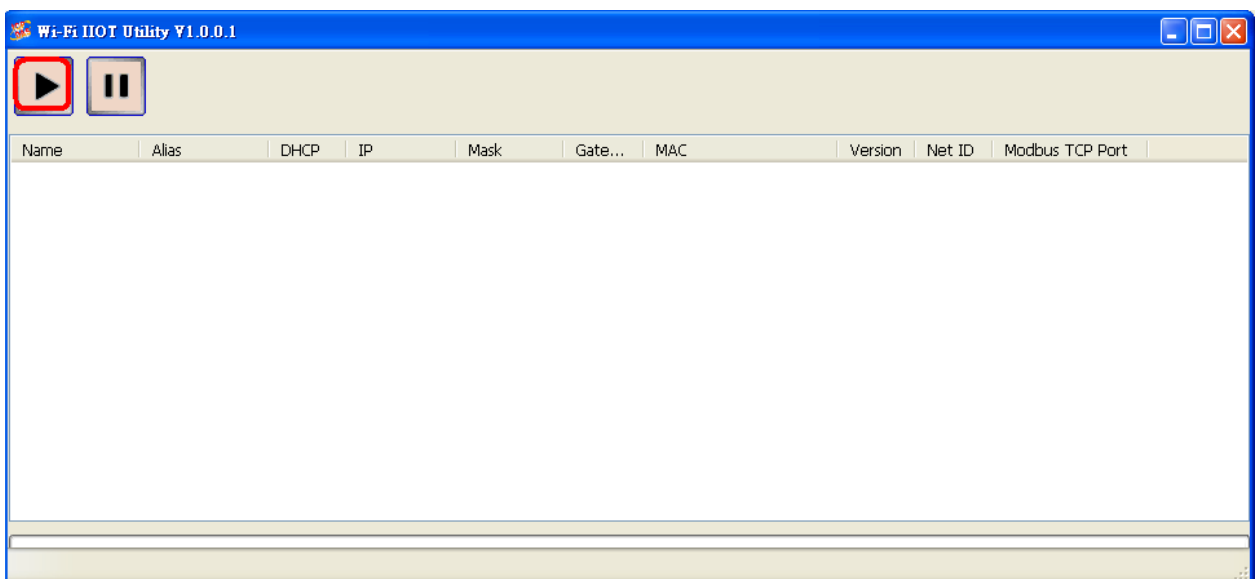 Wi-Fi IIOT Utility V1.0.0.1
Name Alias DHCP IP Mask Gate... MAC Version Net ID Modbus TCP Port